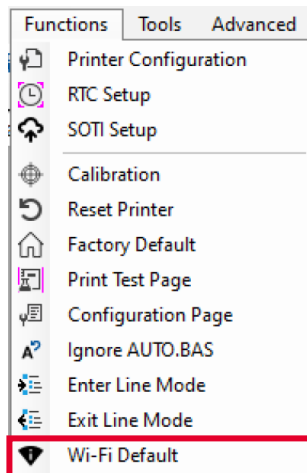 Functions Tools Advanced
Printer Configuration
RTC Setup
SOTI Setup
Calibration
Reset Printer
Factory Default
Print Test Page
Configuration Page
Ignore AUTO.BAS
Enter Line Mode
Exit Line Mode
Wi-Fi Default